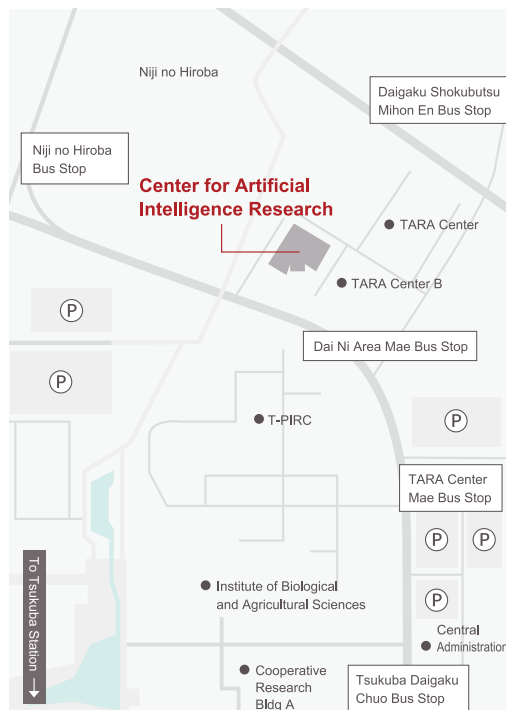 Niji no Hiroba
Daigaku Shokubutsu
Mihon En Bus Stop
Niji no Hiroba
Bus Stop
Center for Artificial
Intelligence Research
TARA Center
TARA Center B
P
Dai Ni Area Mae Bus Stop
P
T-PIRC
P
TARA Center
Mae Bus Stop
P
P
To Tsukuba Station
Institute of Biological
and Agricultural Sciences
P
Central
Administration
Cooperative
Research
Bldg A
Tsukuba Daigaku
Chuo Bus Stop